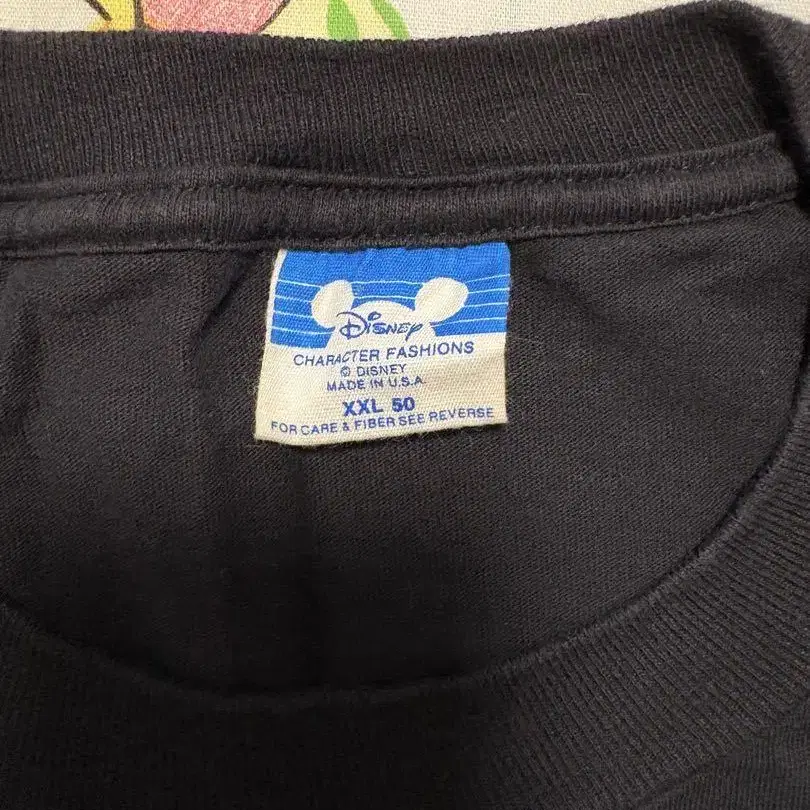 Disney
CHARACTER FASHIONS
© DISNEY
MADE IN U.S.A.
XXL 50
FOR CARE & FIBER SEE REVERSE